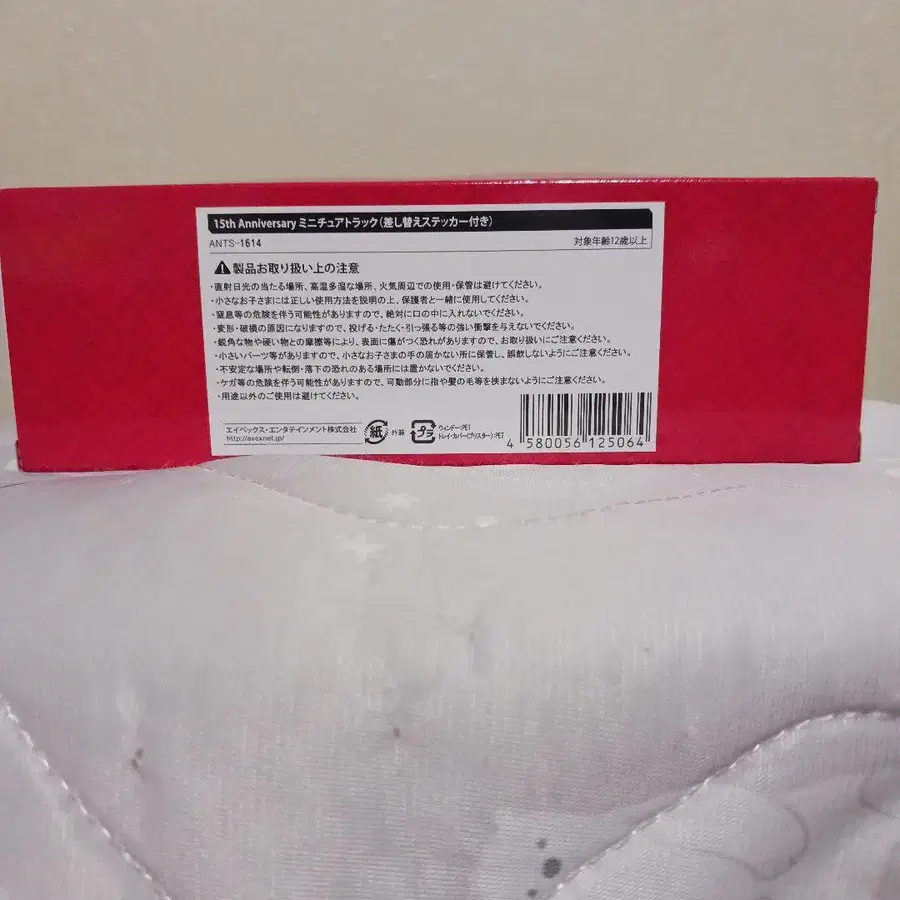 15th Anniversary ミニチュアトラック(差し替えステッカー付き)
ANTS-1614 対象年齢12歳以上
製品お取り扱い上の注意
・直射日光の当たる場所、高温多湿な場所、火気周辺での使用・保管は避けてください。
・小さなお子さまには正しい使用方法を説明の上、保護者と一緒に使用してください。
・窒息等の危険を伴う可能性がありますので、絶対に口の中に入れないでください。
・変形・破損の原因になりますので、投げる・たたく・引っ張る等の強い衝撃を与えないでください。
・鋭角な物や硬い物との摩擦等により、表面に傷がつく恐れがありますので、お取り扱いにご注意ください。
・小さいパーツ等がありますので、小さなお子さまの手の届かない所に保管し、誤飲しないようにご注意ください。
・不安定な場所や転倒・落下の恐れのある場所には置かないでください。
・ケガ等の危険を伴う可能性がありますので、可動部分に指や髪の毛等を挟まないようにご注意ください。
・用途以外のご使用は避けてください。
エイベックス・エンタテインメント株式会社
http://avexnet.jp/
紙 外箱
プラ ウィンドー:PET
トレイ・カバー(ブリスター):PET
4 580056 125064